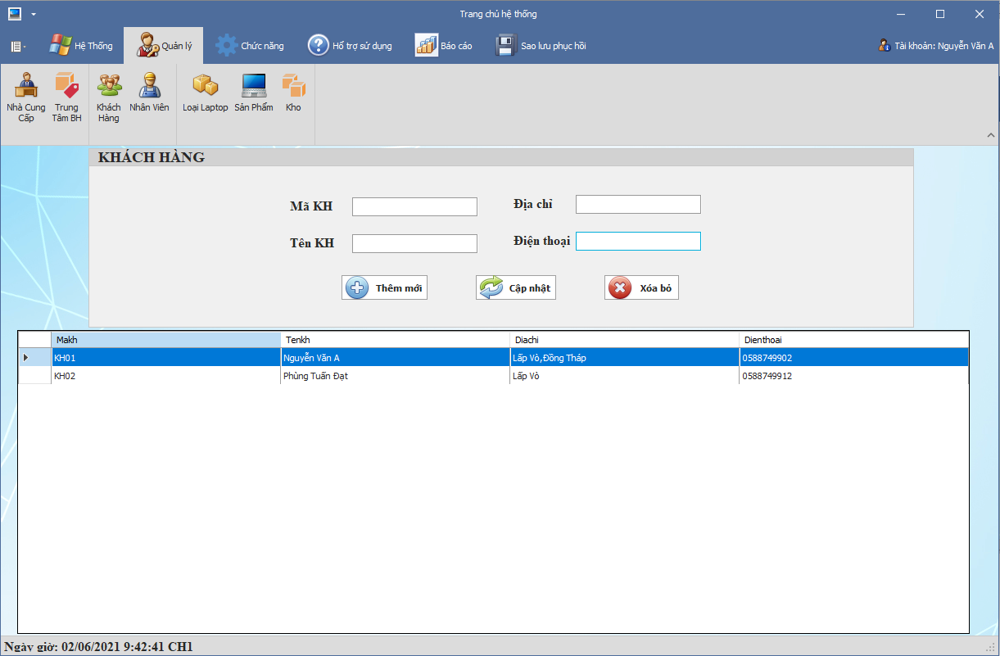 Trang chủ hệ thống
Hệ Thống
Quản lý
Chức năng
Hổ trợ sử dụng
Báo cáo
Sao lưu phục hồi
Tài khoản: Nguyễn Văn A
Nhà Cung Cấp
Trung Tâm BH
Khách Hàng
Nhân Viên
Loại Laptop
Sản Phẩm
Kho
KHÁCH HÀNG
Mã KH
Địa chỉ
Tên KH
Điện thoại
Thêm mới
Cập nhật
Xóa bỏ
Makh Tenkh Diachi Dienthoai
KH01 Nguyễn Văn A Lấp Vò,Đồng Tháp 0588749902
KH02 Phùng Tuấn Đạt Lấp Vò 0588749912
Ngày giờ: 02/06/2021 9:42:41 CH1